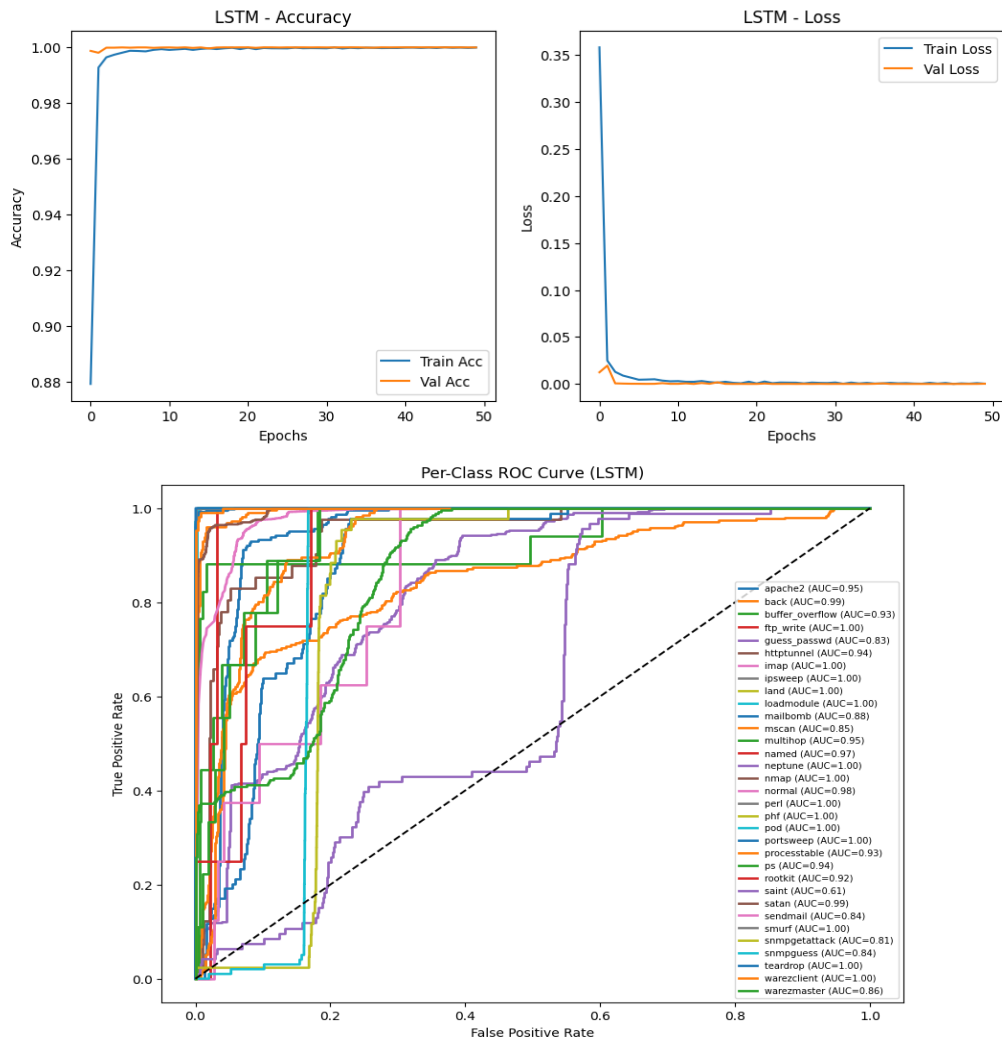 LSTM - Accuracy
1.00
0.98
0.96
0.94
0.92
0.90
0.88
Accuracy
Train Acc
Val Acc
0 10 20 30 40 50
Epochs
LSTM - Loss
Train Loss
Val Loss
0.35
0.30
0.25
0.20
0.15
0.10
0.05
0.00
Loss
0 10 20 30 40 50
Epochs
Per-Class ROC Curve (LSTM)
1.0
0.8
0.6
0.4
0.2
0.0
True Positive Rate
apache2 (AUC=0.95)
back (AUC=0.99)
buffer_overflow (AUC=0.93)
ftp_write (AUC=1.00)
guess_passwd (AUC=0.83)
httptunnel (AUC=0.94)
imap (AUC=1.00)
ipsweep (AUC=1.00)
land (AUC=1.00)
loadmodule (AUC=1.00)
mailbomb (AUC=0.88)
mscan (AUC=0.85)
multihop (AUC=0.95)
named (AUC=0.97)
neptune (AUC=1.00)
nmap (AUC=1.00)
normal (AUC=0.98)
perl (AUC=1.00)
phf (AUC=1.00)
pod (AUC=1.00)
portsweep (AUC=1.00)
processtable (AUC=0.93)
ps (AUC=0.94)
rootkit (AUC=0.92)
saint (AUC=0.61)
satan (AUC=0.99)
sendmail (AUC=0.84)
smurf (AUC=1.00)
snmpgetattack (AUC=0.81)
snmpguess (AUC=0.84)
teardrop (AUC=1.00)
warezclient (AUC=1.00)
warezmaster (AUC=0.86)
0.0 0.2 0.4 0.6 0.8 1.0
False Positive Rate